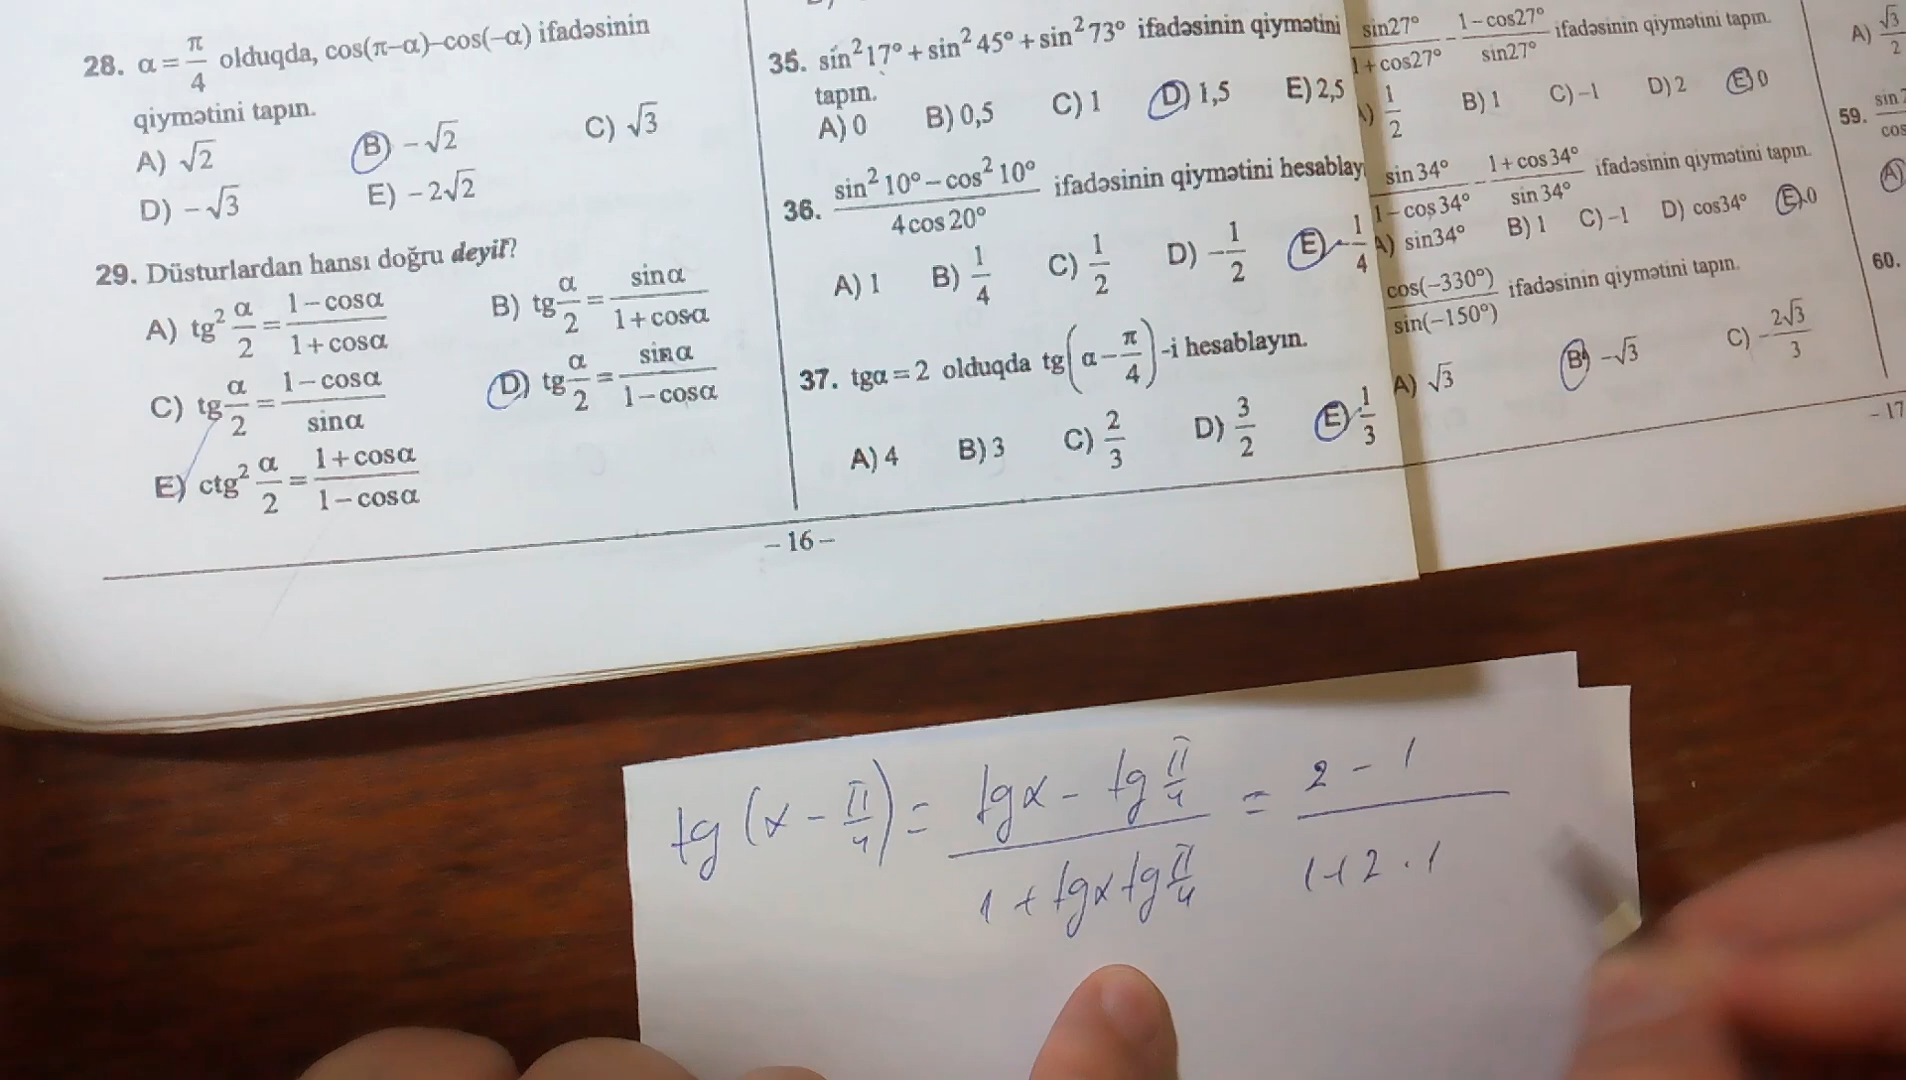 28. α = π/4 olduqda, cos(π–α)–cos(–α) ifadəsinin
qiymətini tapın.
A) √2 B) –√2 C) √3
D) –√3 E) –2√2
29. Düsturlardan hansı doğru deyil?
A) tg² α/2 = (1–cosα)/(1+cosα) B) tg α/2 = sinα/(1+cosα)
C) tg α/2 = (1–cosα)/sinα D) tg α/2 = sinα/(1–cosα)
E) ctg² α/2 = (1+cosα)/(1–cosα)
35. sin²17° + sin²45° + sin²73° ifadəsinin qiymətini
tapın.
A) 0 B) 0,5 C) 1 D) 1,5 E) 2,5
36. (sin²10° – cos²10°)/(4cos20°) ifadəsinin qiymətini hesablay
A) 1 B) 1/4 C) 1/2 D) –1/2 E) –1/4
37. tgα = 2 olduqda tg(α – π/4)-i hesablayın.
A) 4 B) 3 C) 2/3 D) 3/2 E) 1/3
– 16 –
sin27°/(1+cos27°) – (1–cos27°)/sin27° ifadəsinin qiymətini tapın.
) 1/2 B) 1 C) –1 D) 2 E) 0
sin34°/(1–cos34°) – (1+cos34°)/sin34° ifadəsinin qiymətini tapın.
A) sin34° B) 1 C) –1 D) cos34° E) 0
cos(–330°)/sin(–150°) ifadəsinin qiymətini tapın.
A) √3 B) –√3 C) –2√3/3
A) √3/2
59. sin
cos
A)
60.
– 17
tg(α – π/4) = (tgα – tg π/4)/(1 + tgα tg π/4) = (2 – 1)/(1+2·1)